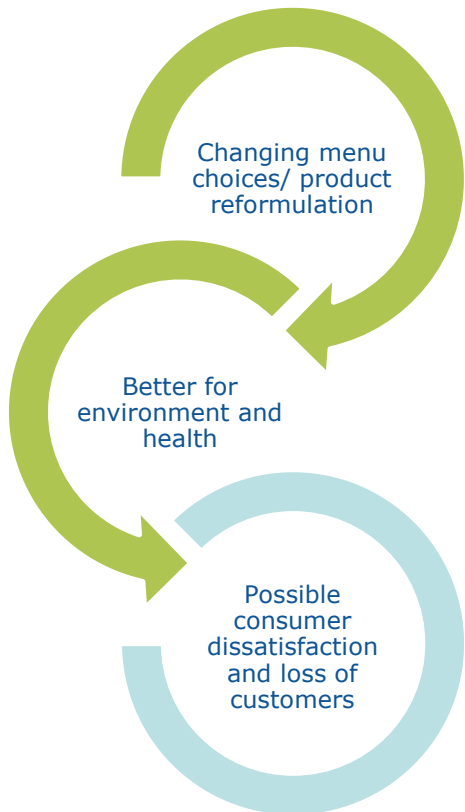 Changing menu
choices/ product
reformulation
Better for
environment and
health
Possible
consumer
dissatisfaction
and loss of
customers